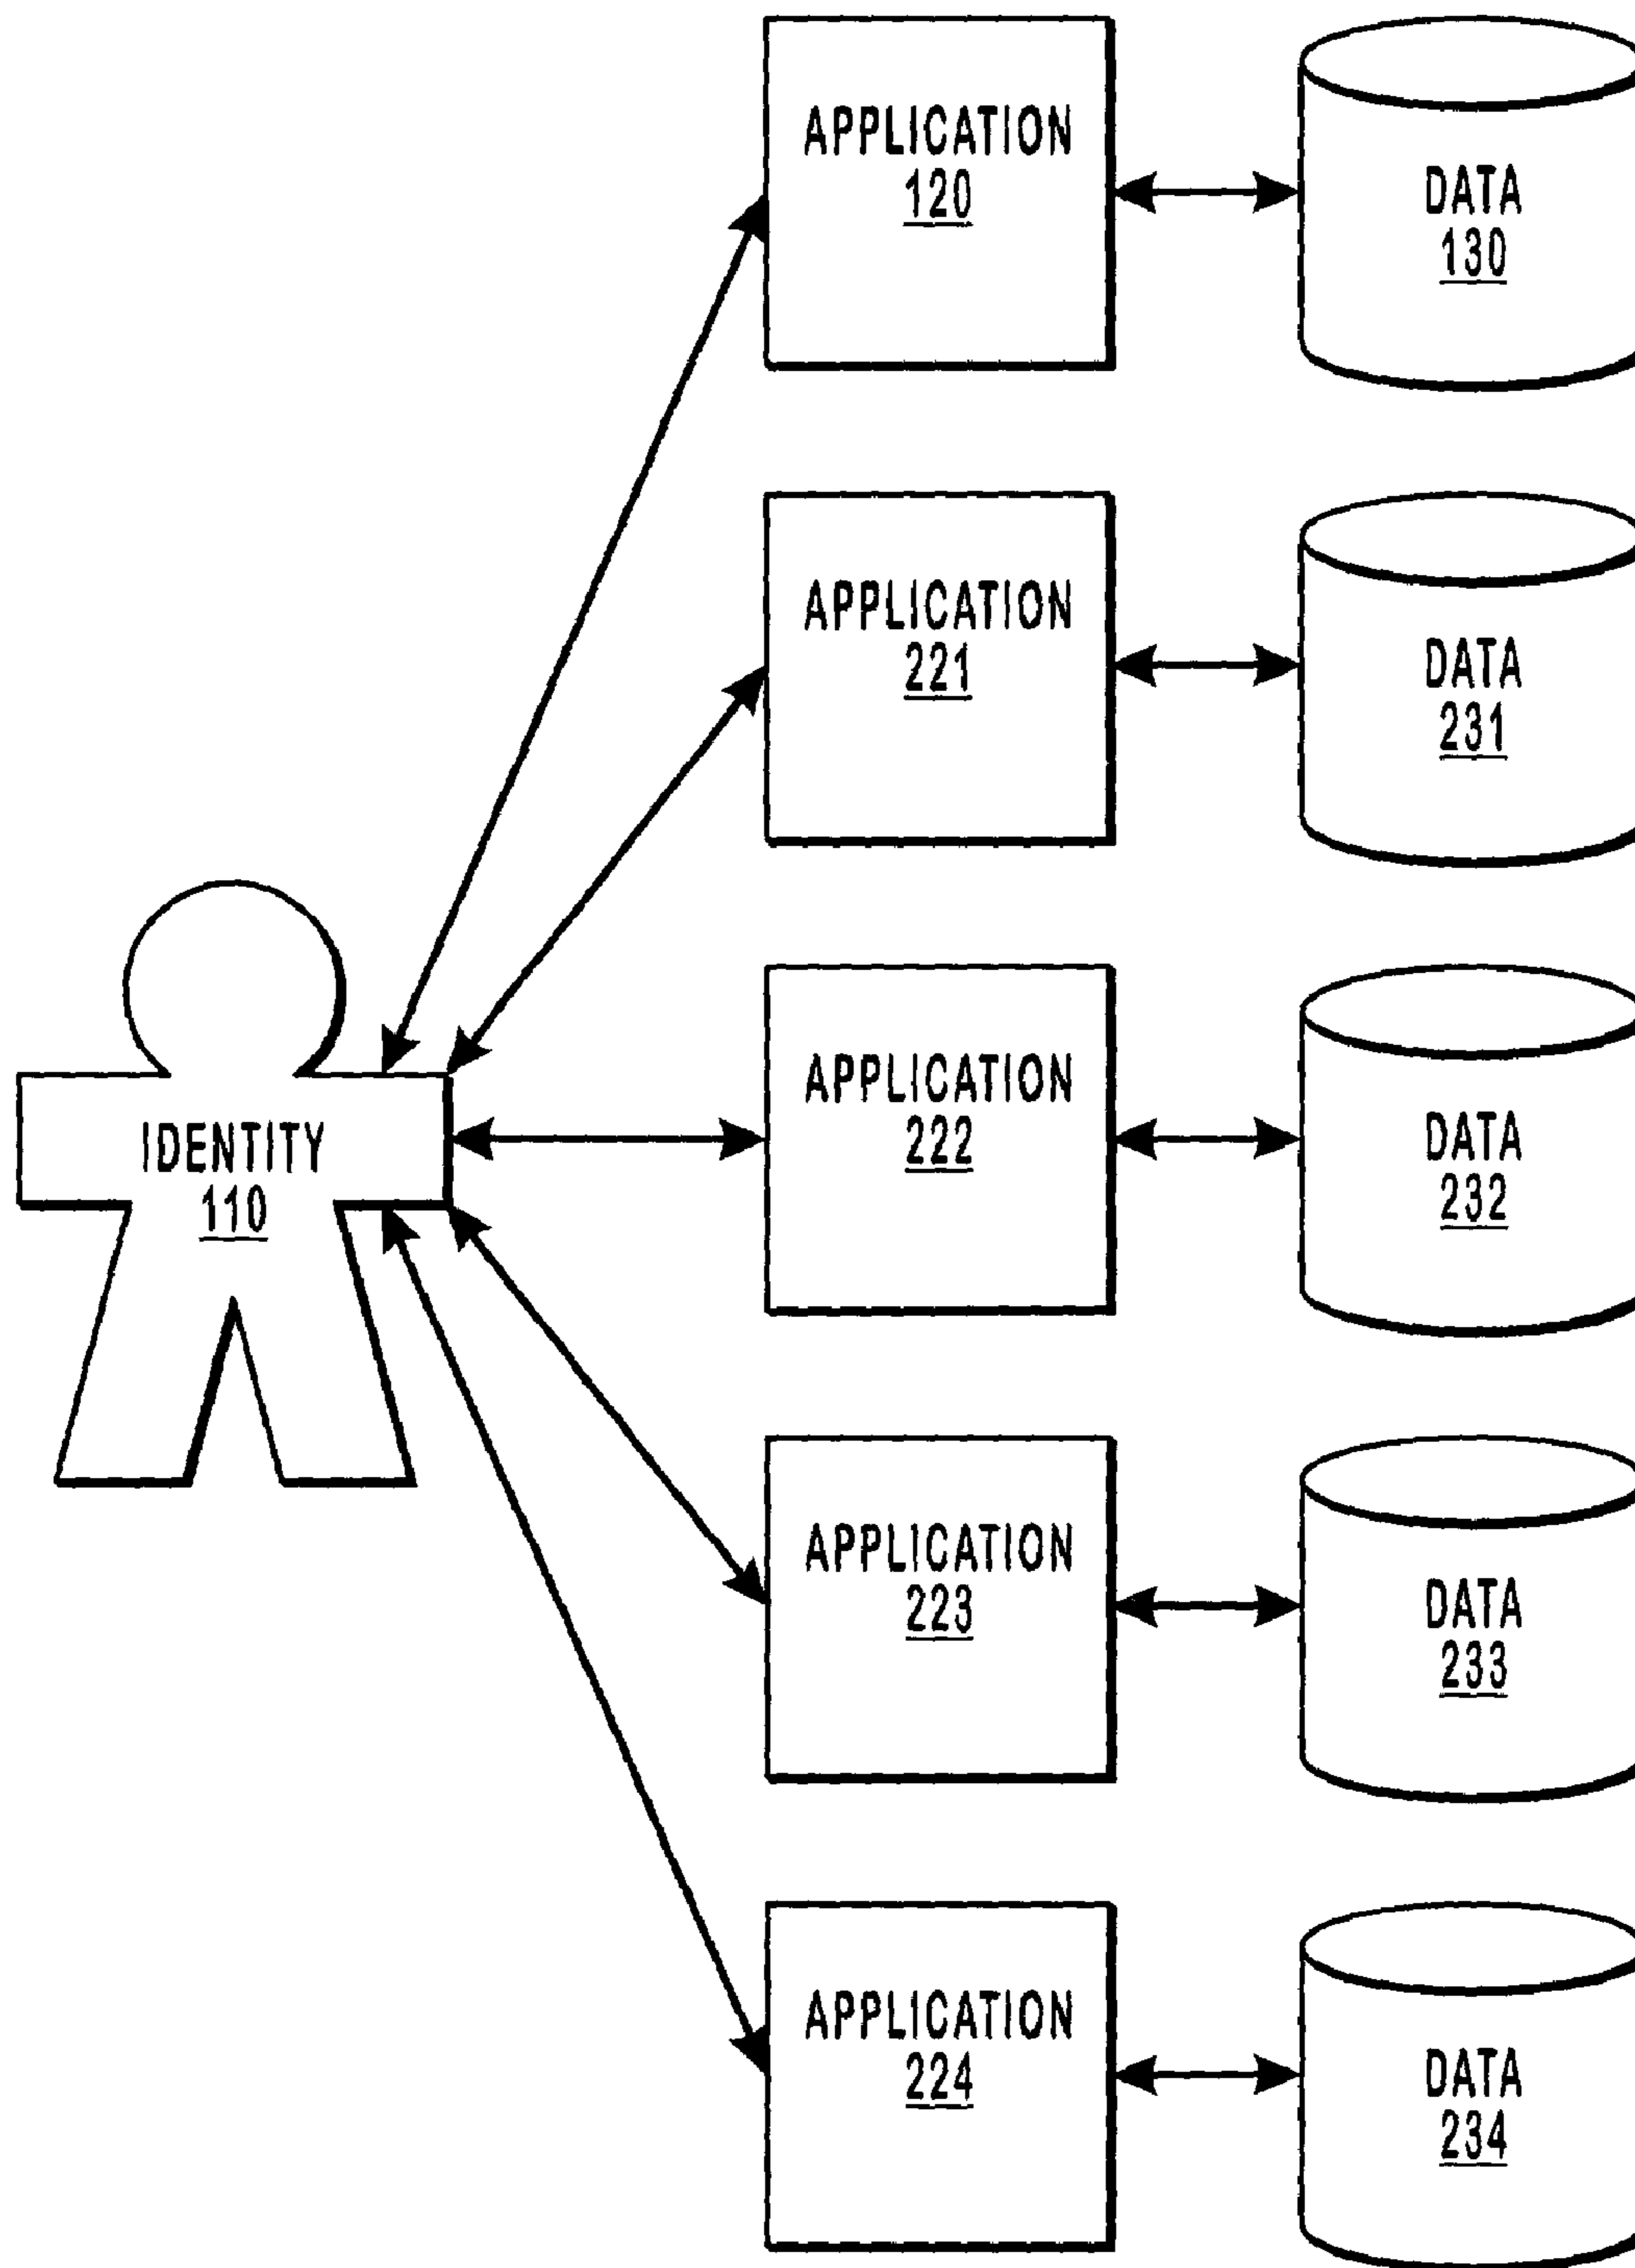 APPLICATION
120
DATA
130
APPLICATION
221
DATA
231
IDENTITY
110
APPLICATION
222
DATA
232
APPLICATION
223
DATA
233
APPLICATION
224
DATA
234